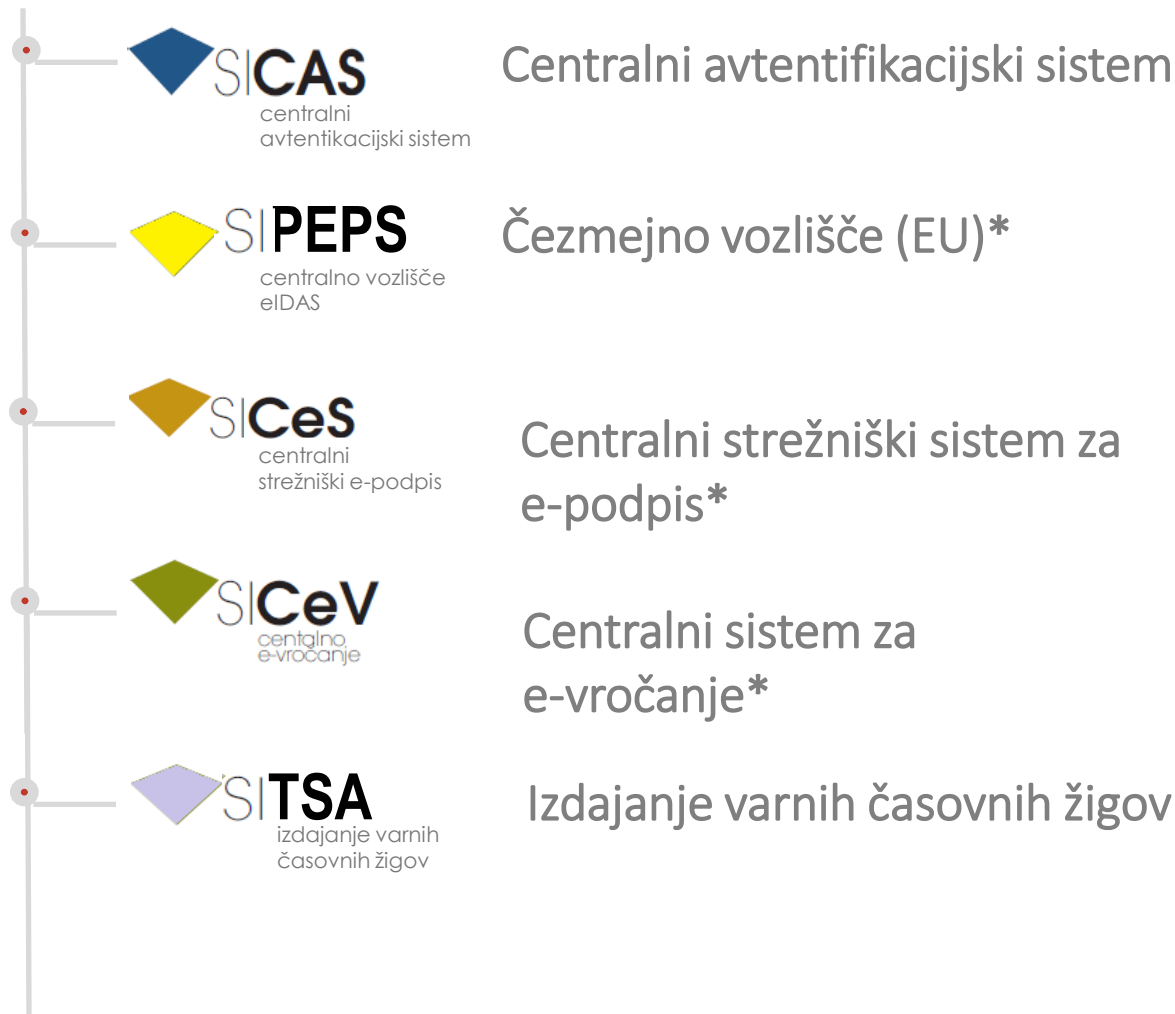 SICAS
centralni
avtentikacijski sistem
Centralni avtentifikacijski sistem
SIPEPS
centralno vozlišče
eIDAS
Čezmejno vozlišče (EU)*
SICeS
centralni
strežniški e-podpis
Centralni strežniški sistem za
e-podpis*
SICeV
centalno
e-vročanje
Centralni sistem za
e-vročanje*
SITSA
izdajanje varnih
časovnih žigov
Izdajanje varnih časovnih žigov